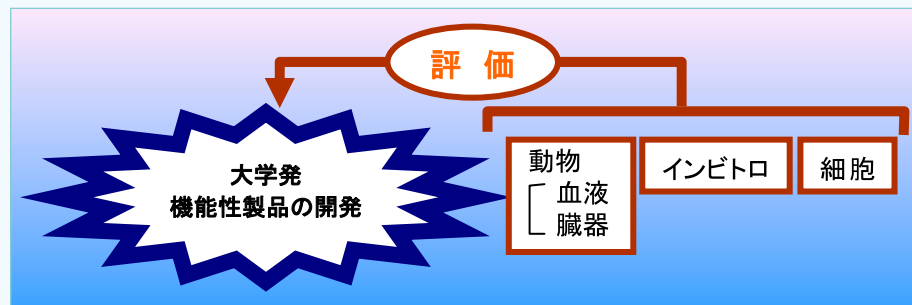 評 価
大学発
機能性製品の開発
動物
血液
臓器
インビトロ
細胞